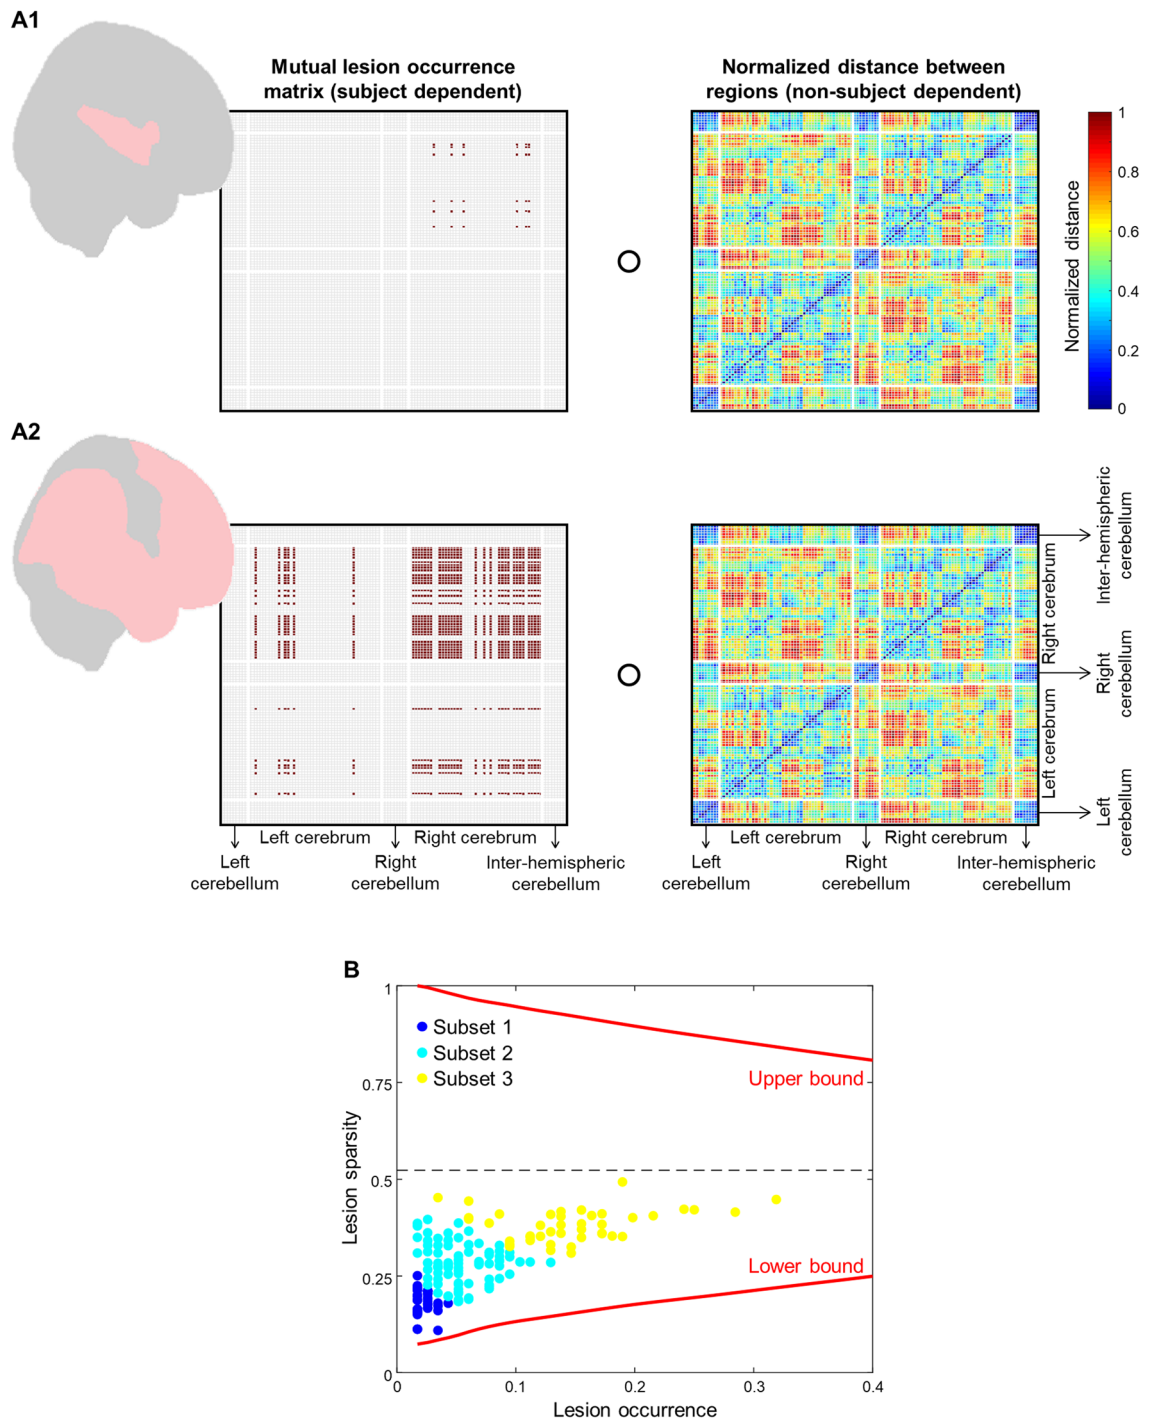 A1
Mutual lesion occurrence
matrix (subject dependent)
Normalized distance between
regions (non-subject dependent)
1
0.8
0.6
0.4
0.2
0
Normalized distance
A2
Inter-hemispheric
cerebellum
Right cerebrum
Right
cerebellum
Left cerebrum
Left
cerebellum
Left cerebrum
Right cerebrum
Left
cerebellum
Right
cerebellum
Inter-hemispheric
cerebellum
Left cerebrum
Right cerebrum
Left
cerebellum
Right
cerebellum
Inter-hemispheric
cerebellum
B
1
0.75
0.5
0.25
0
Lesion sparsity
Subset 1
Subset 2
Subset 3
Upper bound
Lower bound
0
0.1
0.2
0.3
0.4
Lesion occurrence